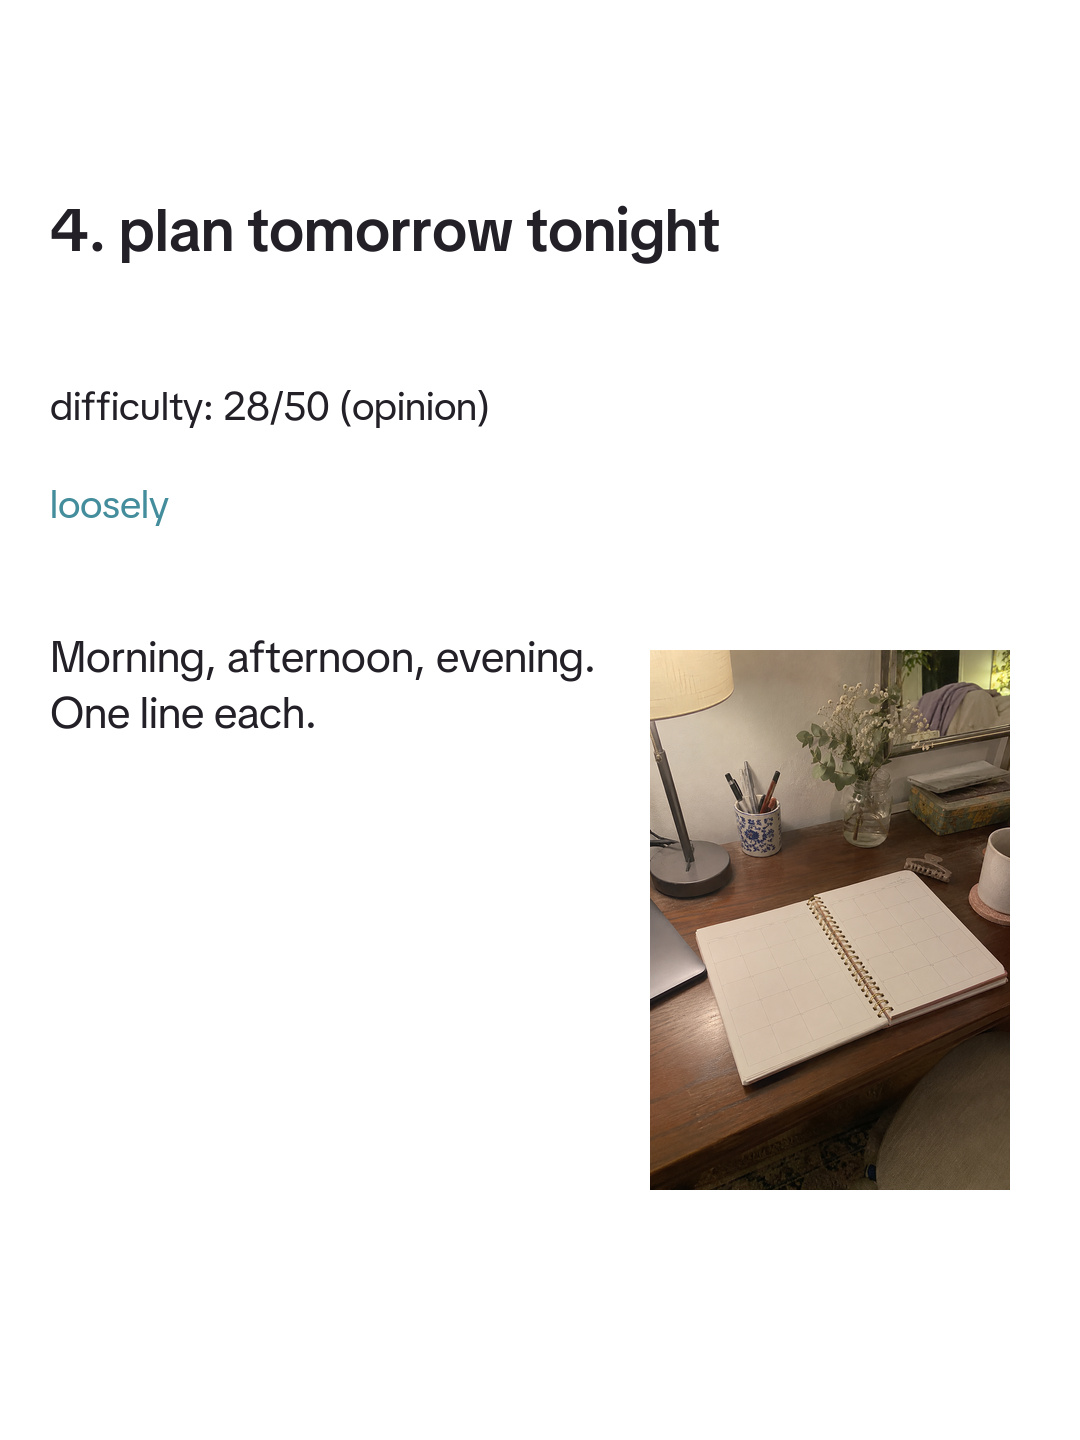 4. plan tomorrow tonight
difficulty: 28/50 (opinion)
loosely
Morning, afternoon, evening.
One line each.